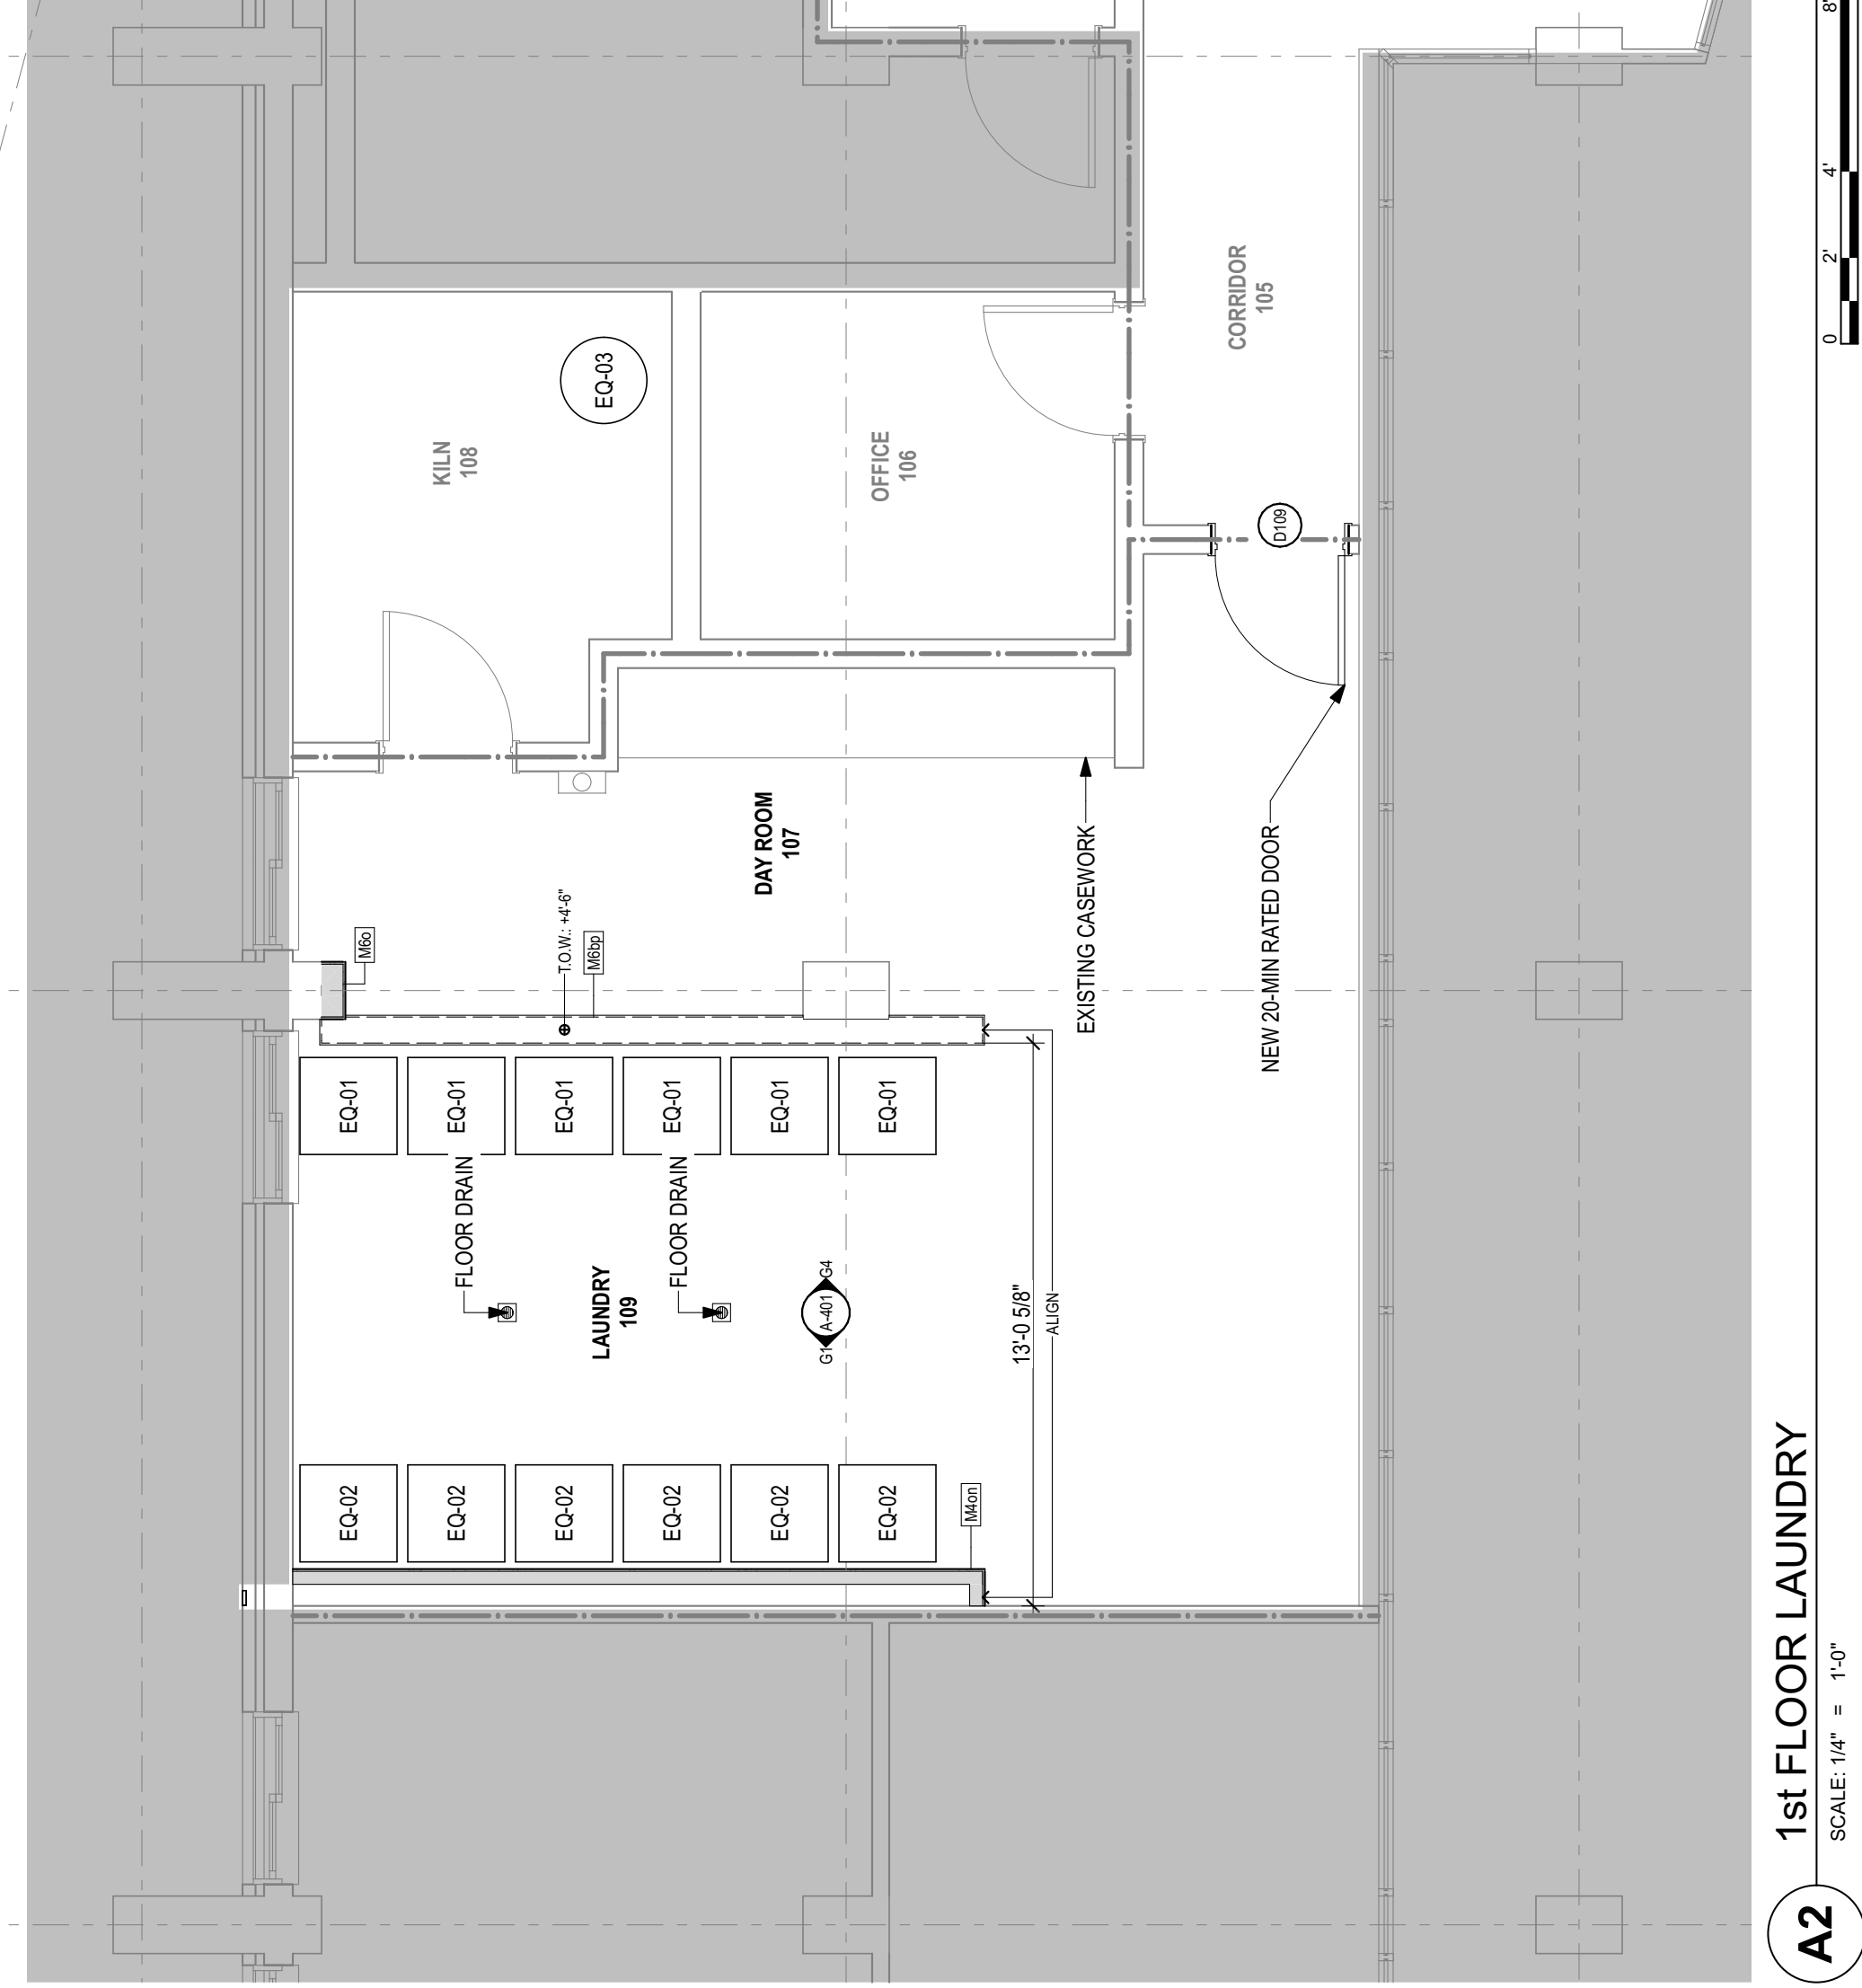 KILN
108
EQ-03
OFFICE
106
CORRIDOR
105
D109
DAY ROOM
107
M6o
T.O.W.: +4'-6"
M6bp
EXISTING CASEWORK
NEW 20-MIN RATED DOOR
EQ-01
EQ-01
EQ-01
EQ-01
EQ-01
EQ-01
FLOOR DRAIN
FLOOR DRAIN
LAUNDRY
109
G1 A-401 G4
13'-0 5/8"
ALIGN
EQ-02
EQ-02
EQ-02
EQ-02
EQ-02
EQ-02
M4on
A2
1st FLOOR LAUNDRY
SCALE: 1/4" = 1'-0"
0 2' 4' 8'